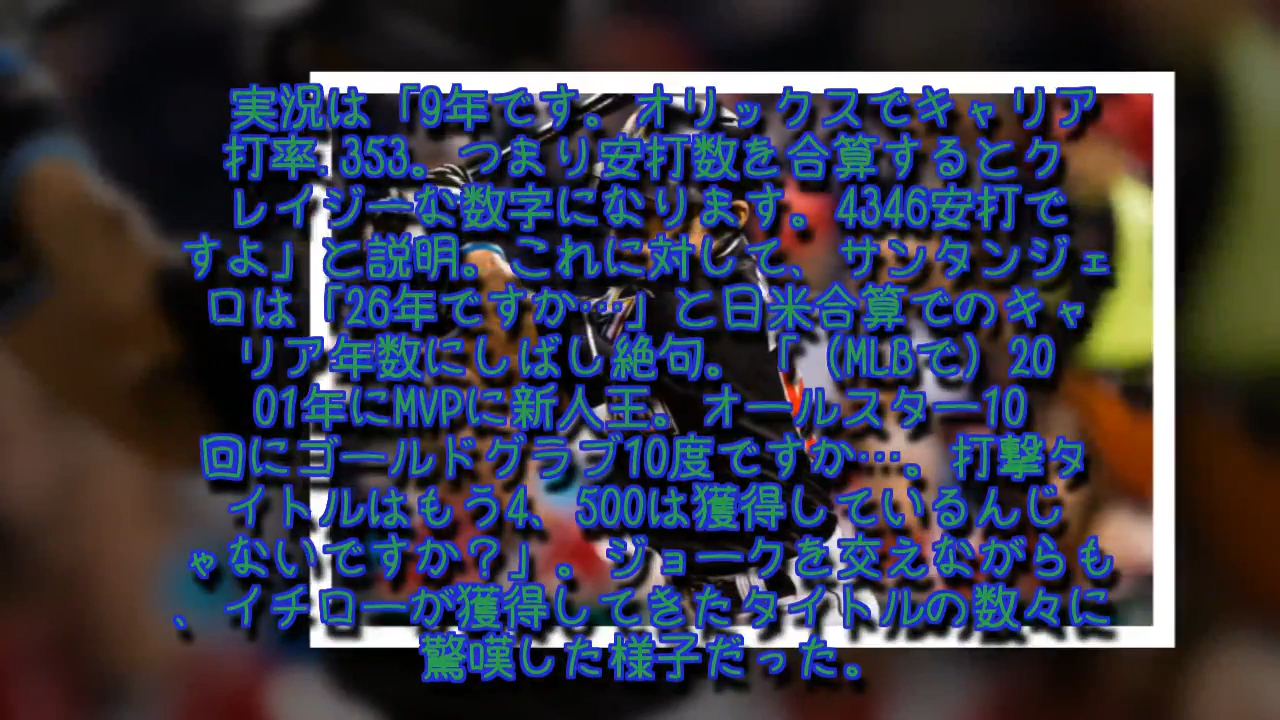 実況は「9年です。オリックスでキャリア
打率.353。つまり安打数を合算するとク
レイジーな数字になります。4346安打で
すよ」と説明。これに対して、サンタンジェ
ロは「26年ですか…」と日米合算でのキャ
リア年数にしばし絶句。「（MLBで）20
01年にMVPに新人王。オールスター10
回にゴールドグラブ10度ですか…。打撃タ
イトルはもう4、500は獲得しているんじ
ゃないですか？」。ジョークを交えながらも
、イチローが獲得してきたタイトルの数々に
驚嘆した様子だった。